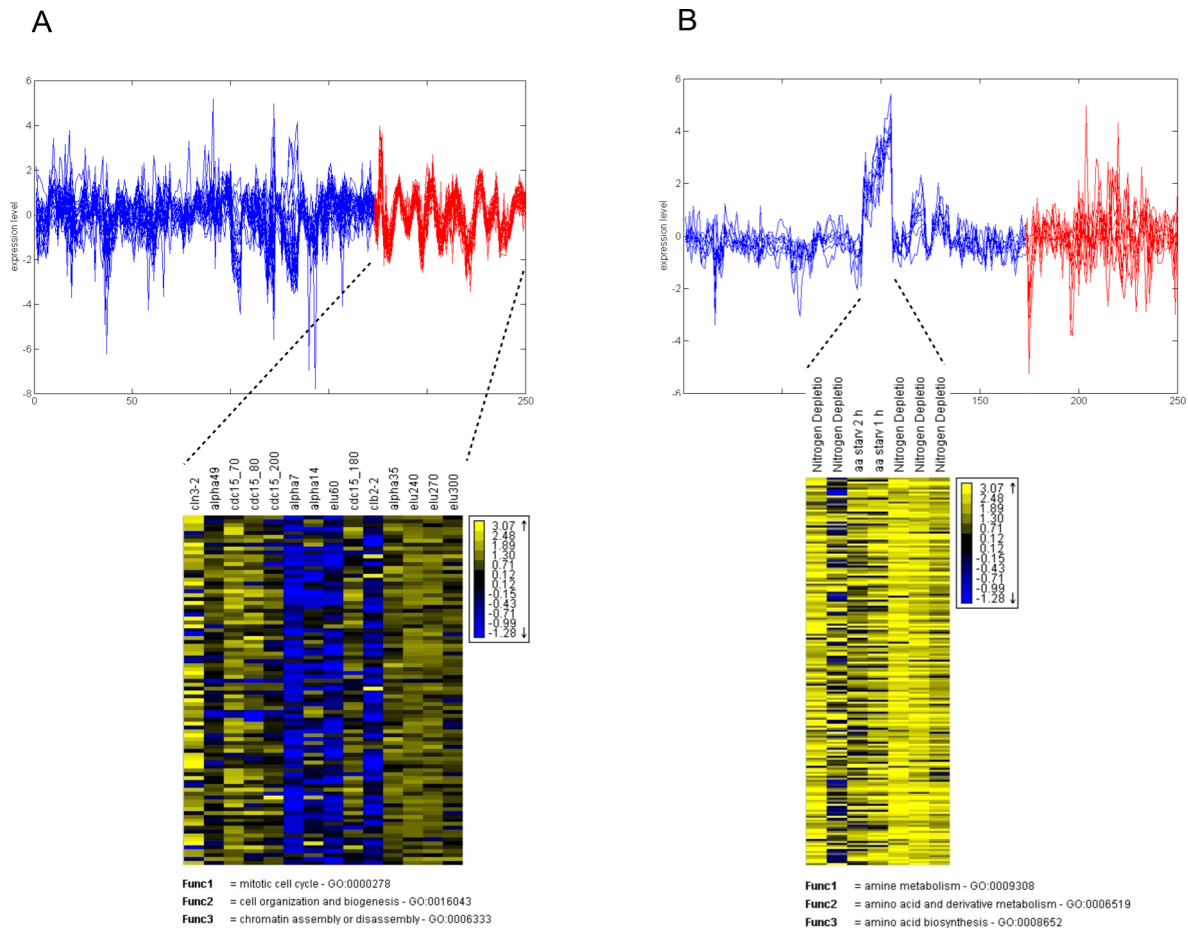 A
B
6
4
2
0
-2
-4
-6
-8
expression level
0
50
250
6
4
2
0
-2
-4
-6
expression level
150
200
250
cln3-2
alpha49
cdc15_70
cdc15_80
cdc15_200
alpha7
alpha14
elu60
cdc15_180
clb2-2
alpha35
elu240
elu270
elu300
3.07 ↑
2.48
1.89
1.30
0.71
0.12
0.12
-0.15
-0.43
-0.71
-0.99
-1.28 ↓
Func1 = mitotic cell cycle - GO:0000278
Func2 = cell organization and biogenesis - GO:0016043
Func3 = chromatin assembly or disassembly - GO:0006333
Nitrogen Depletio
Nitrogen Depletio
aa starv 2 h
aa starv 1 h
Nitrogen Depletio
Nitrogen Depletio
Nitrogen Depletio
3.07 ↑
2.48
1.89
1.30
0.71
0.12
0.12
-0.15
-0.43
-0.71
-0.99
-1.28 ↓
Func1 = amine metabolism - GO:0009308
Func2 = amino acid and derivative metabolism - GO:0006519
Func3 = amino acid biosynthesis - GO:0008652